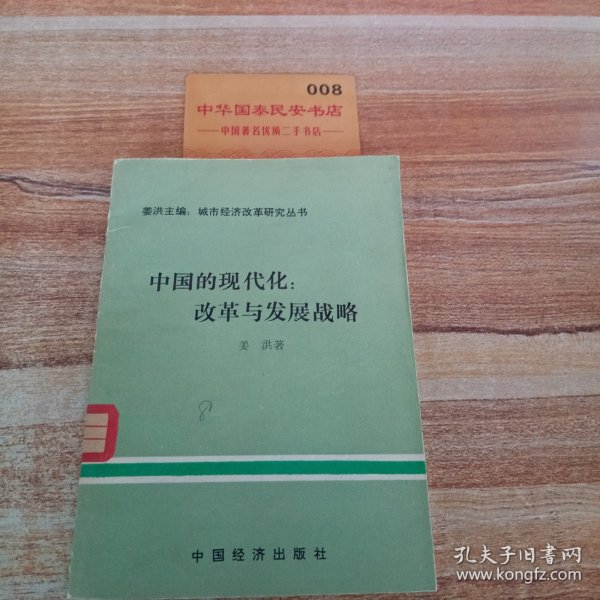 008
中华国泰民安书店
中国著名优质二手书店
姜洪主编：城市经济改革研究丛书
中国的现代化：
改革与发展战略
姜 洪著
8
中国经济出版社
孔夫子旧书网
www.kongfz.com